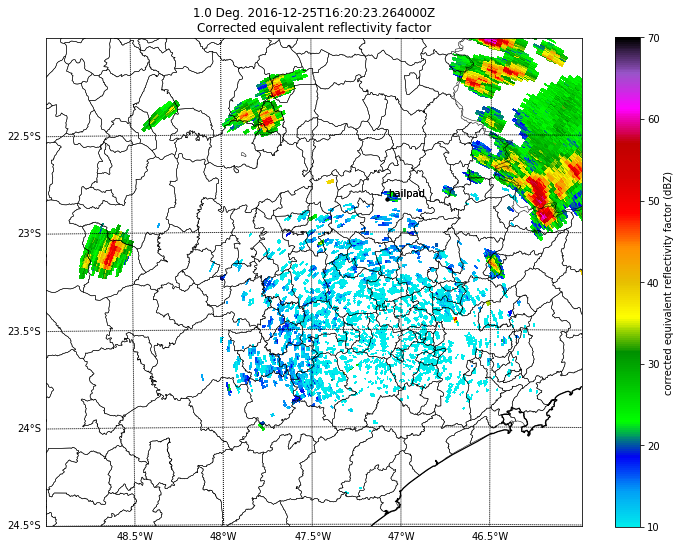 1.0 Deg. 2016-12-25T16:20:23.264000Z
Corrected equivalent reflectivity factor
70
60
50
40
30
20
10
corrected equivalent reflectivity factor (dBZ)
22.5°S
23°S
23.5°S
24°S
24.5°S
hailpad
48.5°W
48°W
47.5°W
47°W
46.5°W